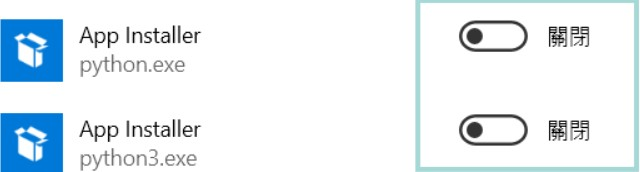 App Installer
關閉
python.exe
App Installer
關閉
python3.exe